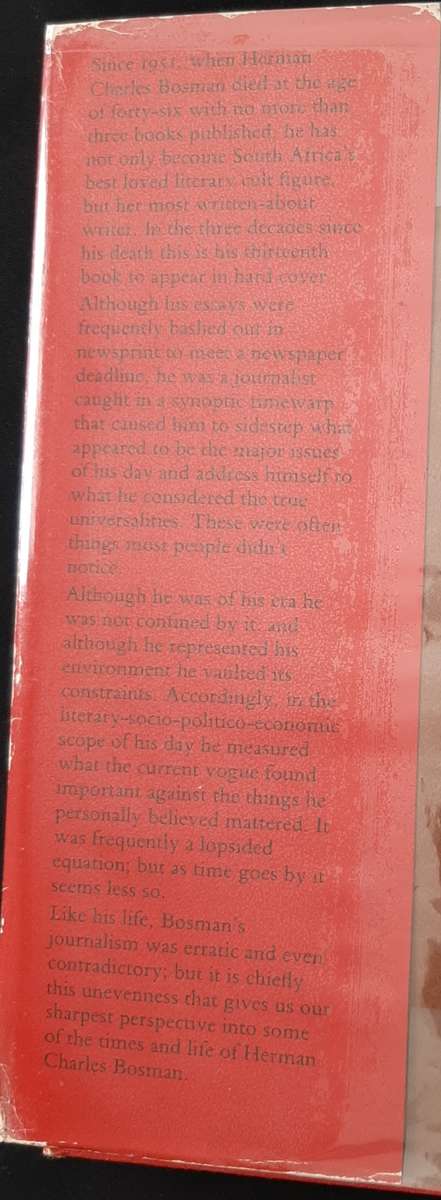 Since 1951, when Herman
Charles Bosman died at the age
of forty-six with no more than
three books published, he has
not only become South Africa's
best loved literary cult figure,
but her most written-about
writer. In the three decades since
his death this is his thirteenth
book to appear in hard cover.
Although his essays were
frequently bashed out in
newsprint to meet a newspaper
deadline, he was a journalist
caught in a synoptic timewarp
that caused him to sidestep what
appeared to be the major issues
of his day and address himself to
what he considered the true
universalities. These were often
things most people didn't
notice.
Although he was of his era he
was not confined by it, and
although he represented his
environment he vaulted its
constraints. Accordingly, in the
literary-socio-politico-economic
scope of his day he measured
what the current vogue found
important against the things he
personally believed mattered. It
was frequently a lopsided
equation; but as time goes by it
seems less so.
Like his life, Bosman's
journalism was erratic and even
contradictory; but it is chiefly
this unevenness that gives us our
sharpest perspective into some
of the times and life of Herman
Charles Bosman.